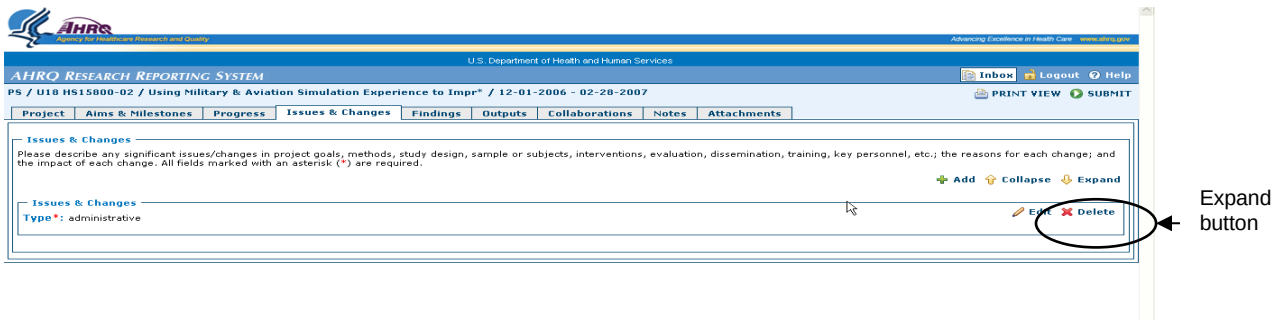 AHRQ
Agency for Healthcare Research and Quality
Advancing Excellence in Health Care www.ahrq.gov
U.S. Department of Health and Human Services
AHRQ RESEARCH REPORTING SYSTEM
Inbox Logout Help
PS / U18 HS15800-02 / Using Military & Aviation Simulation Experience to Impr* / 12-01-2006 - 02-28-2007
PRINT VIEW SUBMIT
Project Aims & Milestones Progress Issues & Changes Findings Outputs Collaborations Notes Attachments
Issues & Changes
Please describe any significant issues/changes in project goals, methods, study design, sample or subjects, interventions, evaluation, dissemination, training, key personnel, etc.; the reasons for each change; and
the impact of each change. All fields marked with an asterisk (*) are required.
Add Collapse Expand
Issues & Changes
Type*: administrative
Edit Delete
Expand
button